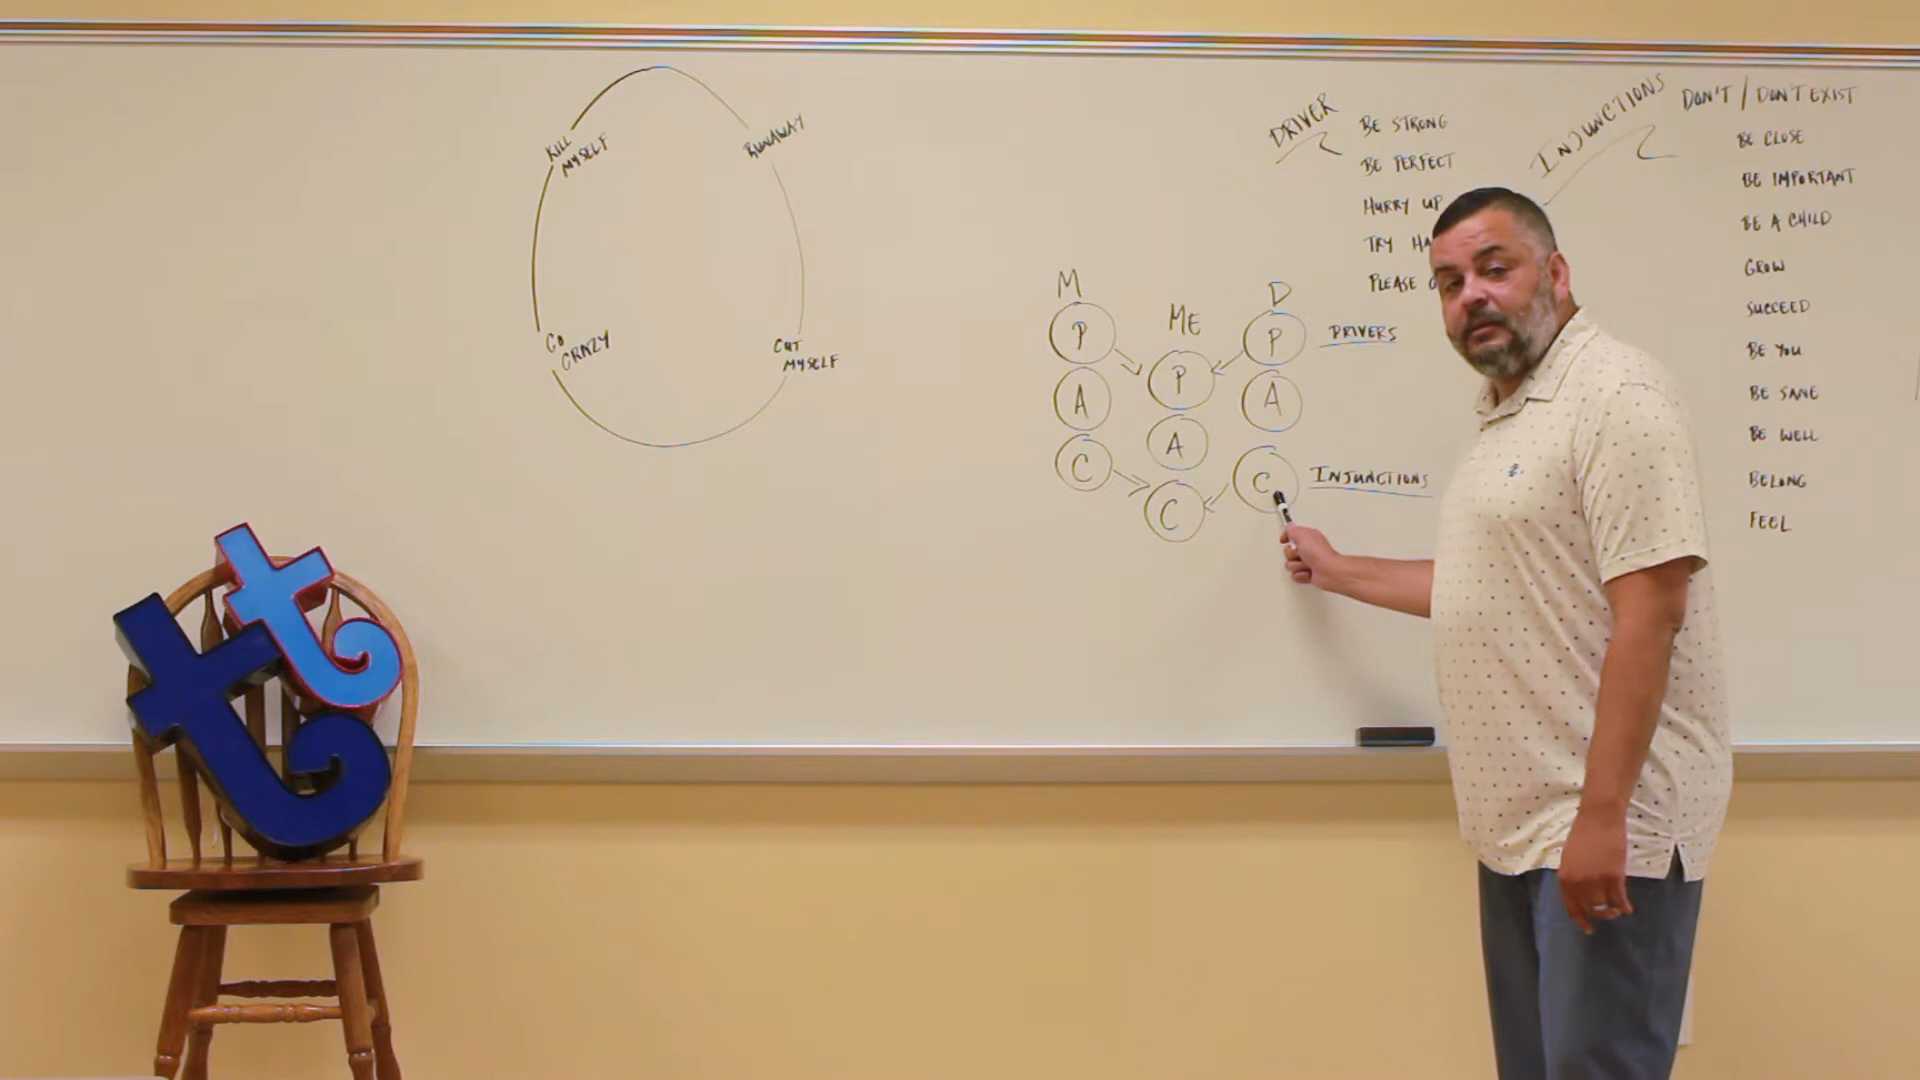 KILL
MYSELF
RUNAWAY
GO
CRAZY
CUT
MYSELF
M
P
A
C
ME
P
A
C
D
P
A
C
DRIVERS
INJUNCTIONS
DRIVER
BE STRONG
BE PERFECT
HURRY UP
TRY
PLEASE
INJUNCTIONS
DON'T / DON'T EXIST
BE CLOSE
BE IMPORTANT
BE A CHILD
GROW
SUCCEED
BE YOU
BE SANE
BE WELL
BELONG
FEEL
t
t